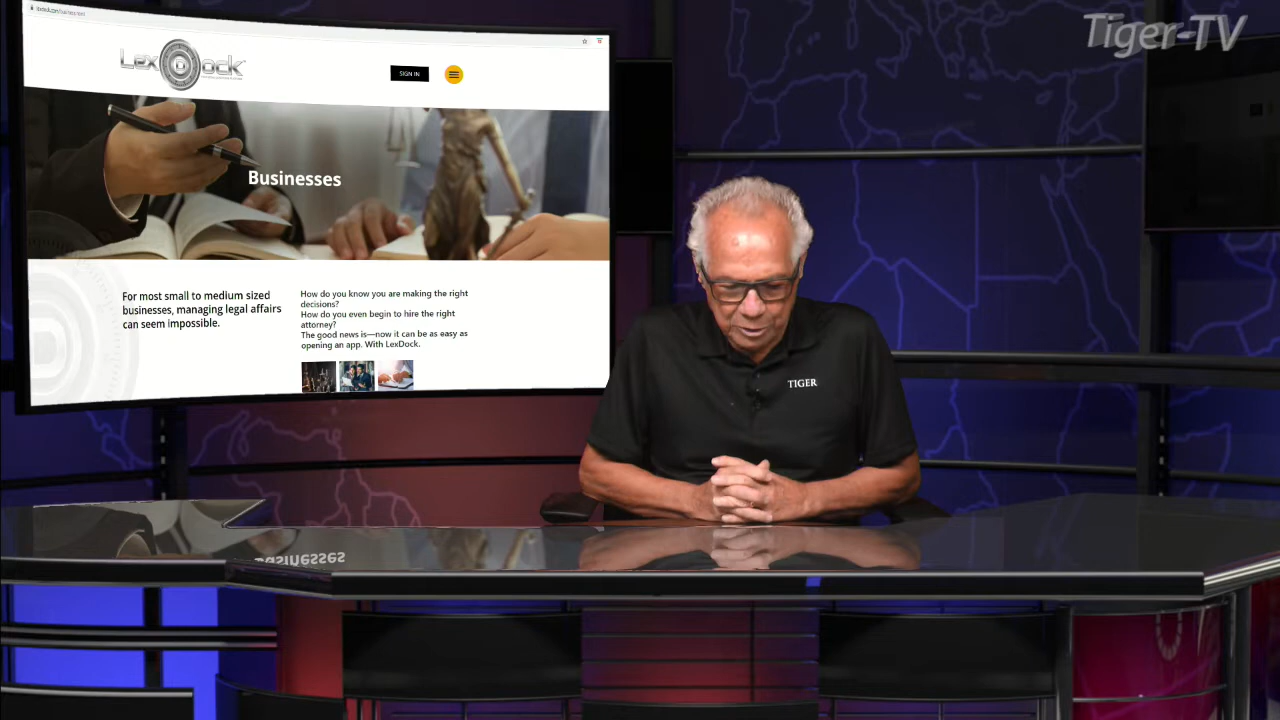 Tiger-TV
LexDock
SIGN IN
Businesses
For most small to medium sized
businesses, managing legal affairs
can seem impossible.
How do you know you are making the right
decisions?
How do you even begin to hire the right
attorney?
The good news is—now it can be as easy as
opening an app. With LexDock.
TIGER
Businesses